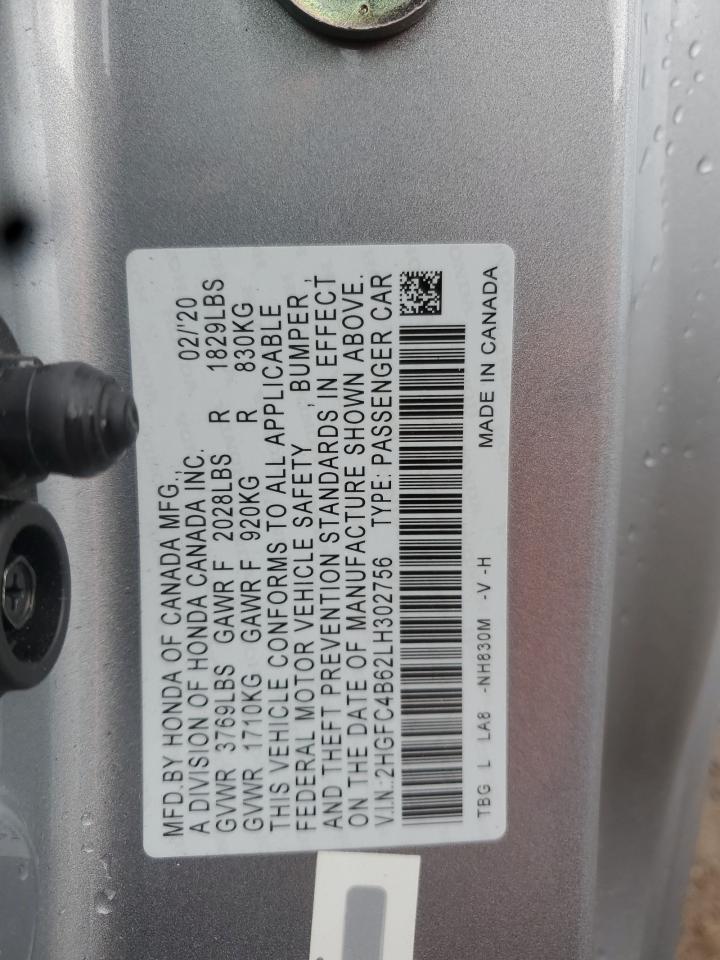 MFD.BY HONDA OF CANADA MFG., 02/'20
A DIVISION OF HONDA CANADA INC.
GVWR 3769LBS GAWR F 2028LBS R 1829LBS
GVWR 1710KG GAWR F 920KG R 830KG
THIS VEHICLE CONFORMS TO ALL APPLICABLE
FEDERAL MOTOR VEHICLE SAFETY , BUMPER ,
AND THEFT PREVENTION STANDARDS IN EFFECT
ON THE DATE OF MANUFACTURE SHOWN ABOVE.
V.I.N.:2HGFC4B62LH302756 TYPE: PASSENGER CAR
TBG L LA8 -NH830M -V -H MADE IN CANADA